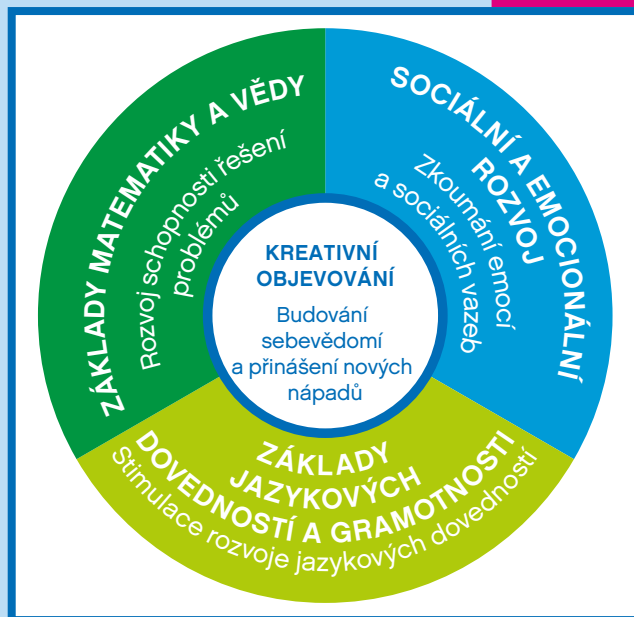 ZÁKLADY MATEMATIKY A VĚDY
Rozvoj schopnosti řešení
problémů
SOCIÁLNÍ A EMOCIONÁLNÍ
ROZVOJ
Zkoumání emocí
a sociálních vazeb
KREATIVNÍ
OBJEVOVÁNÍ
Budování
sebevědomí
a přinášení nových
nápadů
ZÁKLADY
JAZYKOVÝCH
DOVEDNOSTÍ A GRAMOTNOSTI
Stimulace rozvoje jazykových dovedností